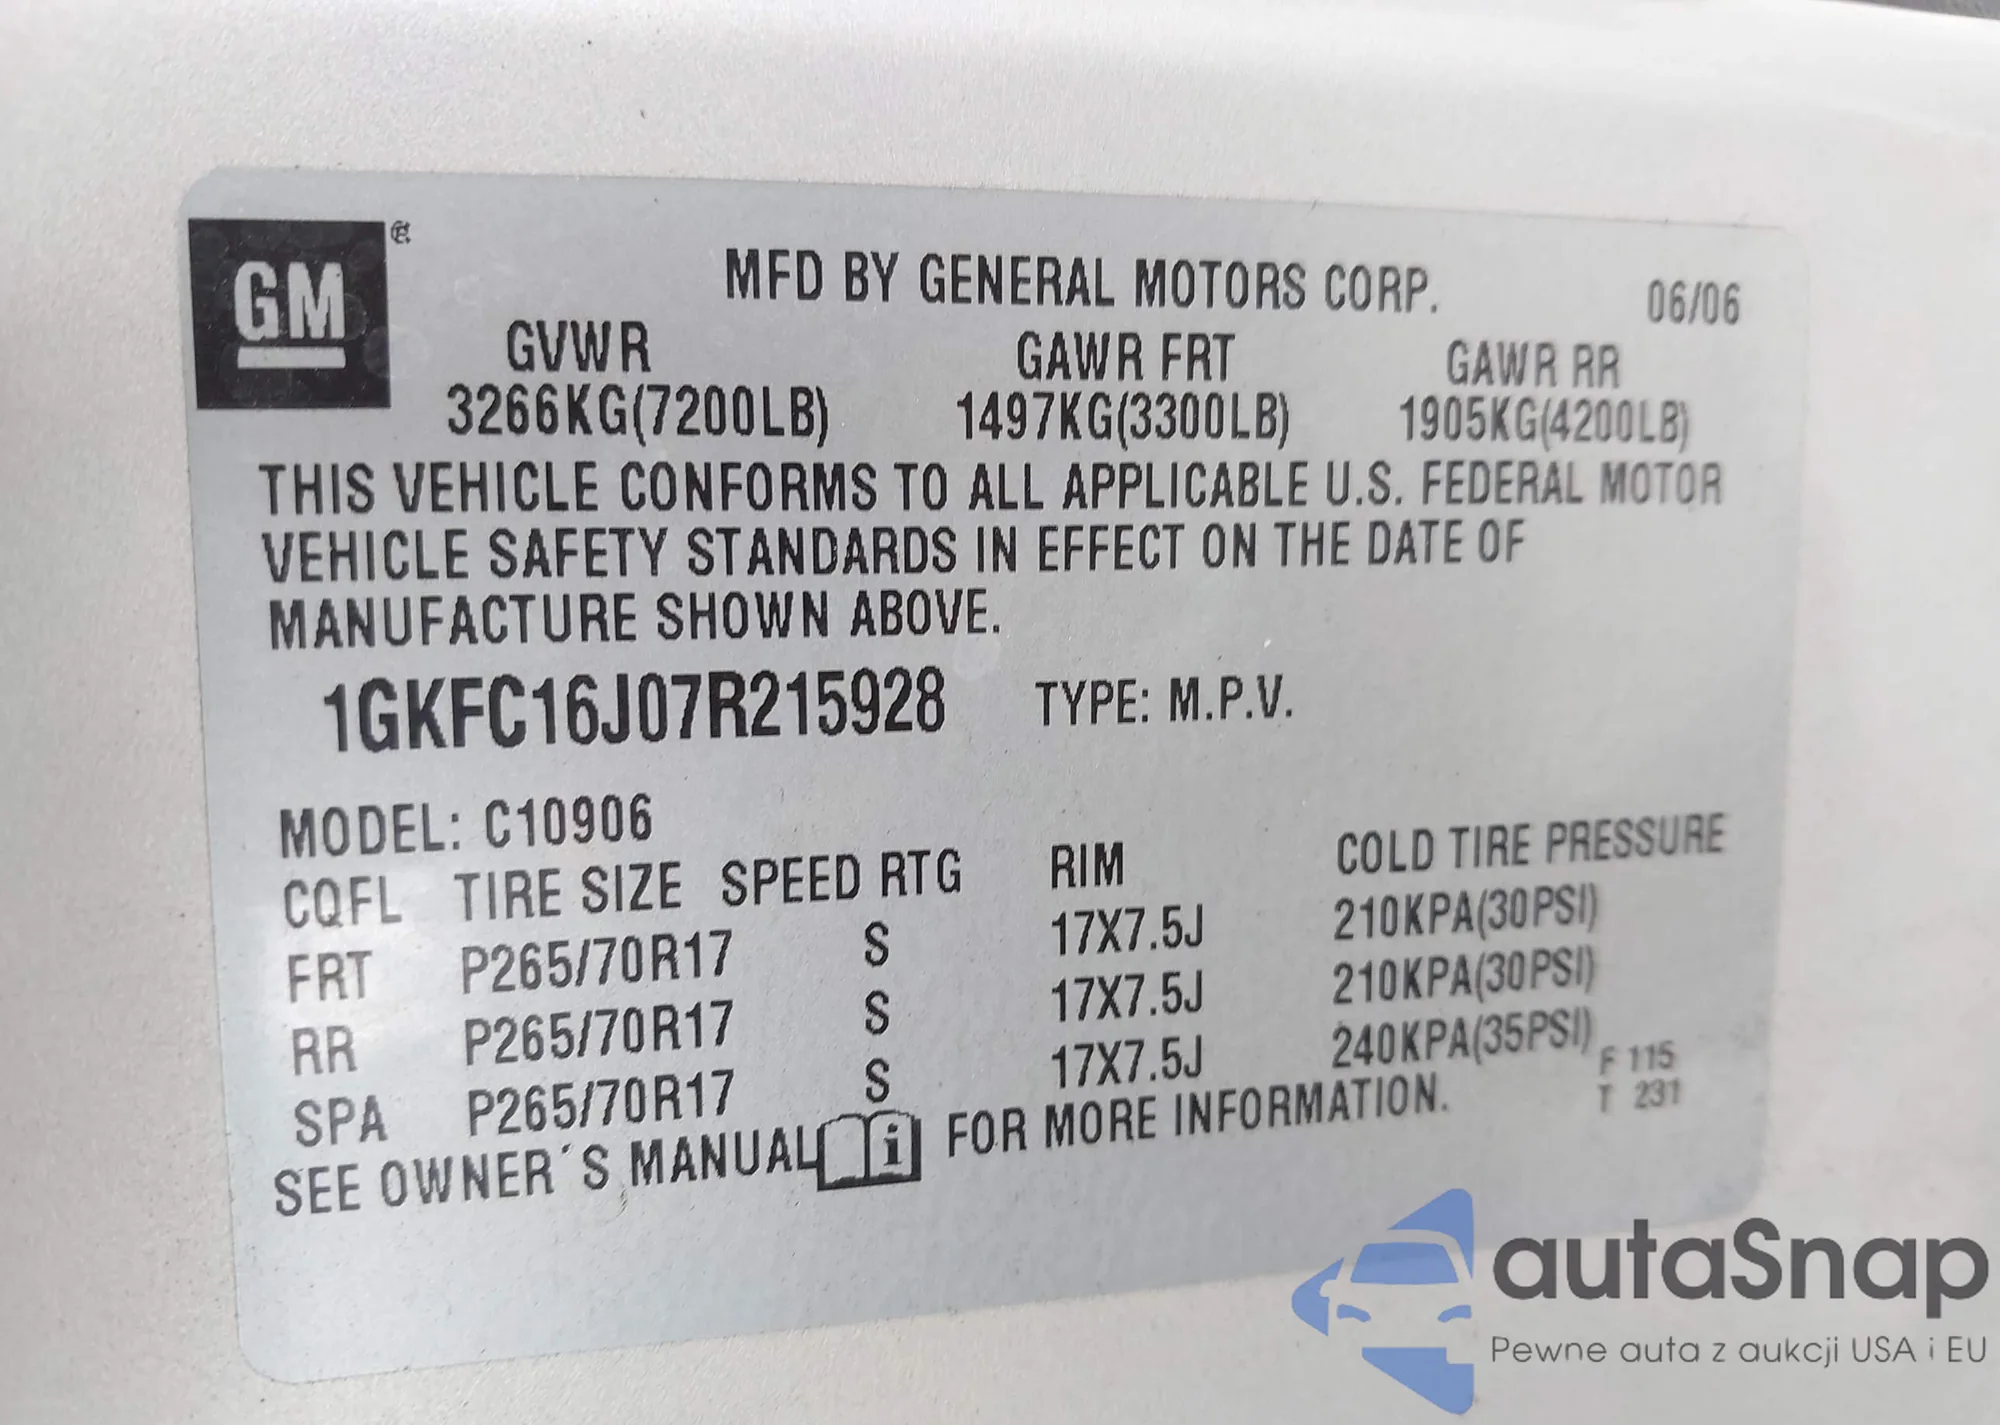 GM
MFD BY GENERAL MOTORS CORP. 06/06
GVWR GAWR FRT GAWR RR
3266KG(7200LB) 1497KG(3300LB) 1905KG(4200LB)
THIS VEHICLE CONFORMS TO ALL APPLICABLE U.S. FEDERAL MOTOR
VEHICLE SAFETY STANDARDS IN EFFECT ON THE DATE OF
MANUFACTURE SHOWN ABOVE.
1GKFC16J07R215928 TYPE: M.P.V.
MODEL: C10906
CQFL TIRE SIZE SPEED RTG RIM COLD TIRE PRESSURE
FRT P265/70R17 S 17X7.5J 210KPA(30PSI)
RR P265/70R17 S 17X7.5J 210KPA(30PSI)
SPA P265/70R17 S 17X7.5J 240KPA(35PSI)
F 115
T 231
SEE OWNER´S MANUAL i FOR MORE INFORMATION.
autaSnap
Pewne auta z aukcji USA i EU